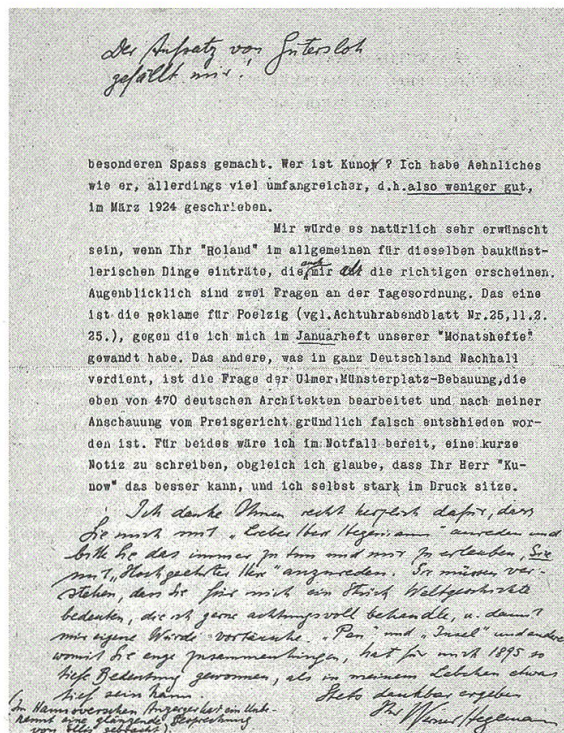 Der Aufsatz von Gütersloh
gefällt mir!
besonderen Spass gemacht. Wer ist Kunow? Ich habe Aehnliches
wie er, allerdings viel umfangreicher, d.h. also weniger gut,
im März 1924 geschrieben.
Mir würde es natürlich sehr erwünscht
sein, wenn Ihr "Roland" im allgemeinen für dieselben baukünst-
lerischen Dinge einträte, die auch mir als die richtigen erscheinen.
Augenblicklich sind zwei Fragen an der Tagesordnung. Das eine
ist die Reklame für Poelzig (vgl.Achtuhrabendblatt Nr.25,11.2.
25.), gegen die ich mich im Januarheft unserer "Monatshefte"
gewandt habe. Das andere, was in ganz Deutschland Nachhall
verdient, ist die Frage der Ulmer Münsterplatz-Bebauung,die
eben von 470 deutschen Architekten bearbeitet und nach meiner
Anschauung vom Preisgericht gründlich falsch entschieden wor-
den ist. Für beides wäre ich im Notfall bereit, eine kurze
Notiz zu schreiben, obgleich ich glaube, dass Ihr Herr "Ku-
now" das besser kann, und ich selbst stark im Druck sitze.
Ich danke Ihnen recht herzlich dafür, dass
Sie mich mit „Lieber Herr Hegemann" anreden und
bitte Sie das immer zu tun und mir zu erlauben, Sie
mit „Hochgeehrter Herr" anzureden. Sie müssen ver-
stehen, dass Sie für mich ein Stück Weltgeschichte
bedeuten, die ich gerne achtungsvoll behandle, u. damit
mir eigene Würde vortäusche. „Pan" und „Insel" und andere
womit Sie enge zusammenhingen, hat für mich 1895 so
tiefe Bedeutung gewonnen, als in meinem Lebchen etwas
tief sein kann.
Stets dankbar ergeben
Ihr Werner Hegemann
(Im Hannoverschen Anzeiger hat ein Unbe-
kannt eine glänzende Besprechung
von